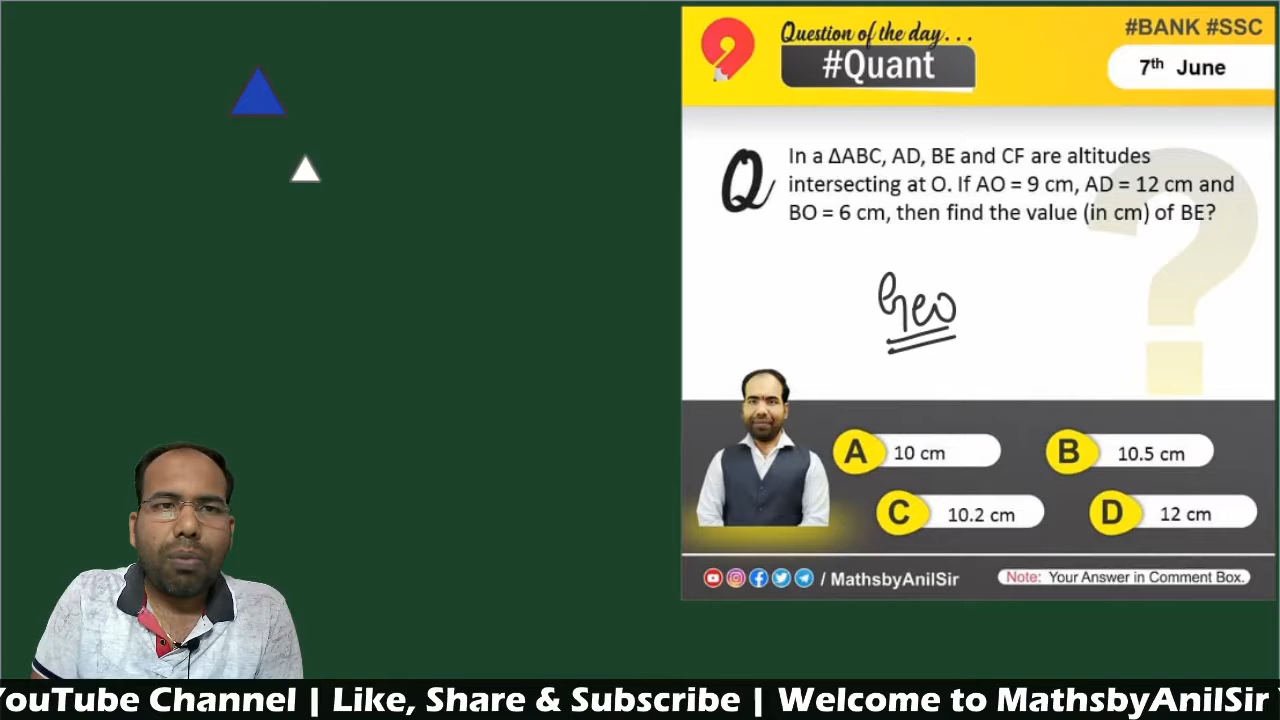 Question of the day...
#Quant
#BANK #SSC
7th June
Q
In a ΔABC, AD, BE and CF are altitudes
intersecting at O. If AO = 9 cm, AD = 12 cm and
BO = 6 cm, then find the value (in cm) of BE?
Geo
A 10 cm
B 10.5 cm
C 10.2 cm
D 12 cm
/ MathsbyAnilSir
Note: Your Answer in Comment Box.
YouTube Channel | Like, Share & Subscribe | Welcome to MathsbyAnilSir